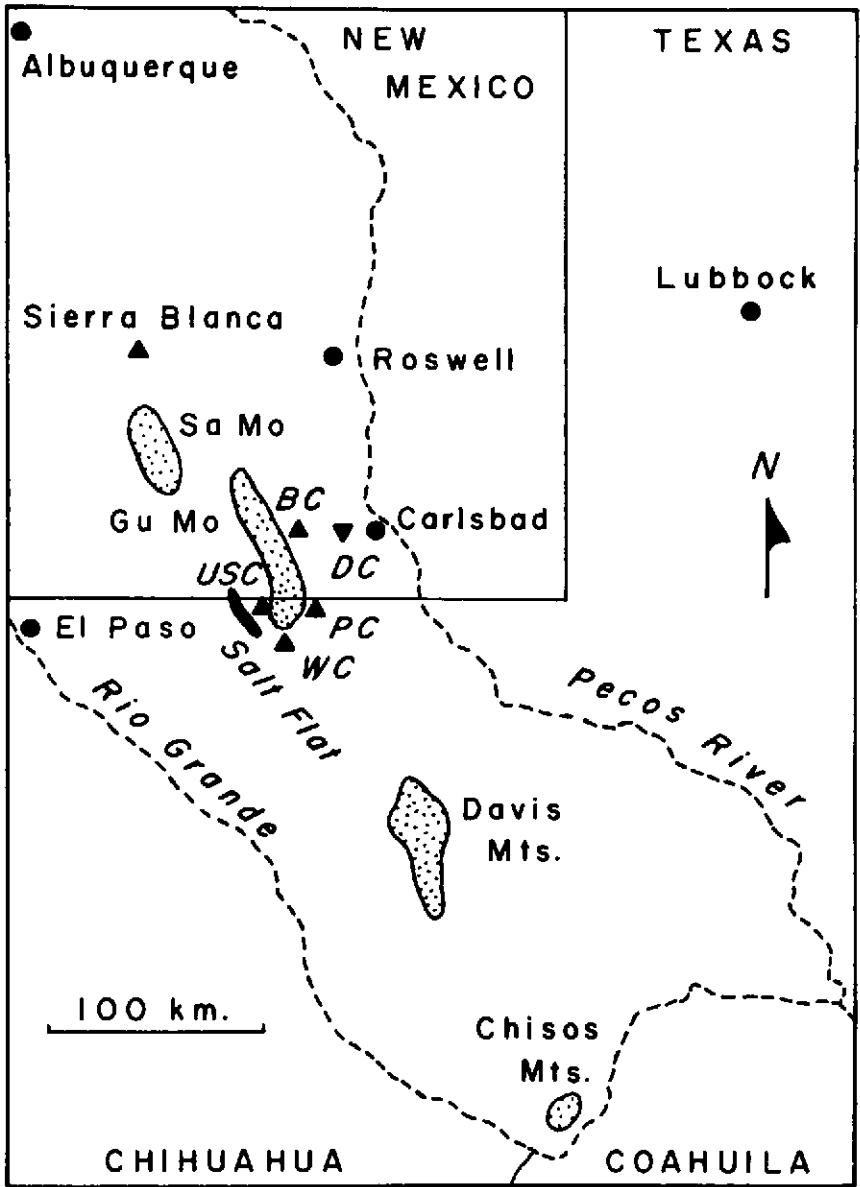 NEW
MEXICO
TEXAS
Albuquerque
Lubbock
Sierra Blanca
Roswell
Sa Mo
N
Gu Mo
BC
Carlsbad
DC
USC
El Paso
PC
WC
Salt Flat
Rio Grande
Pecos River
Davis
Mts.
100 km.
Chisos
Mts.
CHIHUAHUA
COAHUILA